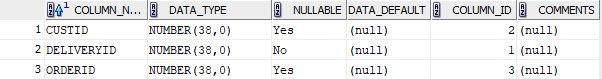 COLUMN_N... DATA_TYPE NULLABLE DATA_DEFAULT COLUMN_ID COMMENTS
1 CUSTID NUMBER(38,0) Yes (null) 2 (null)
2 DELIVERYID NUMBER(38,0) No (null) 1 (null)
3 ORDERID NUMBER(38,0) Yes (null) 3 (null)